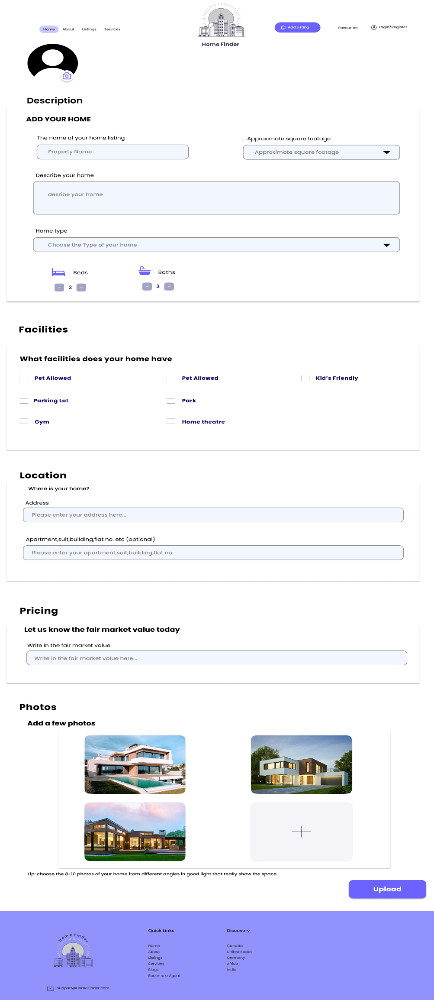 Home About Listings Services
Home Finder
Add Listing
Favourites
Login/Register
Description
ADD YOUR HOME
The name of your home listing
Approximate square footage
Property Name
Approximate square footage
Describe your home
desribe your home
Home type
Choose the Type of your home
Beds
Baths
- 3 +
- 3 +
Facilities
What facilities does your home have
Pet Allowed
Pet Allowed
Kid's Friendly
Parking Lot
Park
Gym
Home theatre
Location
Where is your home?
Address
Please enter your address here....
Apartment,suit,building,flat no. etc (optional)
Please enter your apartment,suit,building,flat no.
Pricing
Let us know the fair market value today
Write in the fair market value
Write in the fair market value here...
Photos
Add a few photos
Tip: choose the 8-10 photos of your home from different angles in good light that really show the space
Upload
Home Finder
support@HomeFinder.com
Quick Links
Home
About
Listings
Services
Blogs
Become a Agent
Discovery
Canada
United States
Germany
Africa
India